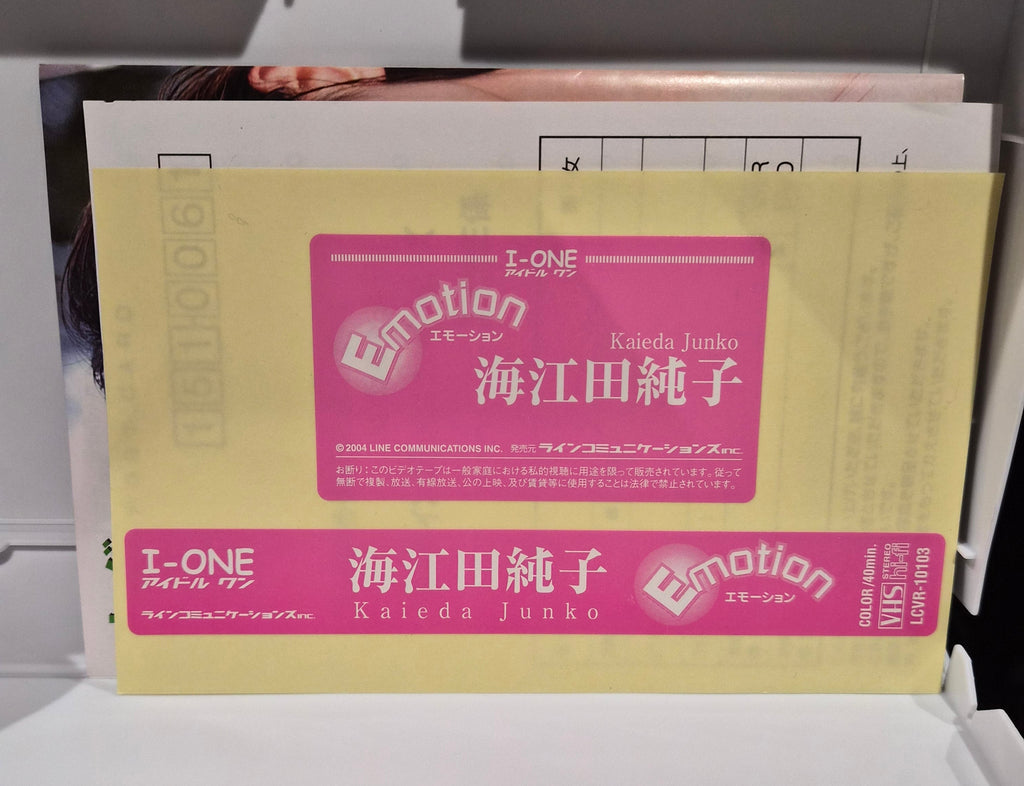 I-ONE
アイドル ワン
Emotion
エモーション
Kaieda Junko
海江田純子
© 2004 LINE COMMUNICATIONS INC. 発売元 ラインコミュニケーションズINC.
お断り：このビデオテープは一般家庭における私的視聴に用途を限って販売されています。従って
無断で複製、放送、有線放送、公の上映、及び賃貸等に使用することは法律で禁止されています。
I-ONE
アイドル ワン
ラインコミュニケーションズINC.
海江田純子
Kaieda Junko
Emotion
エモーション
COLOR/40min.
VHS STEREO hi-fi
LCVR-10103